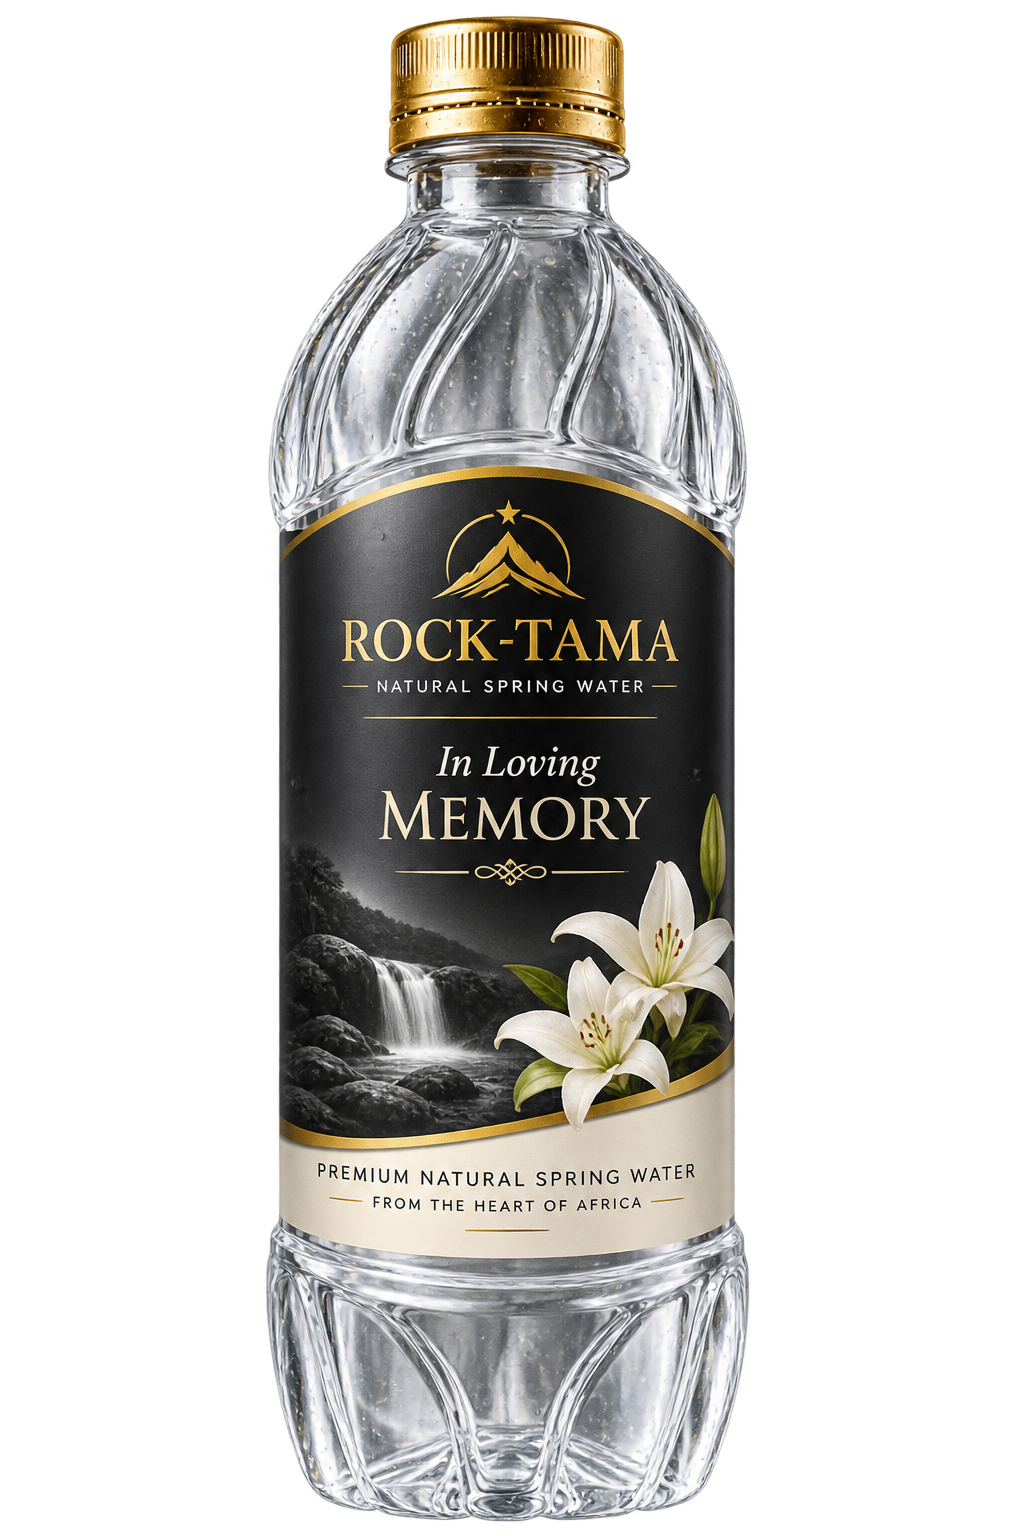 ROCK-TAMA
NATURAL SPRING WATER
In Loving
MEMORY
PREMIUM NATURAL SPRING WATER
FROM THE HEART OF AFRICA